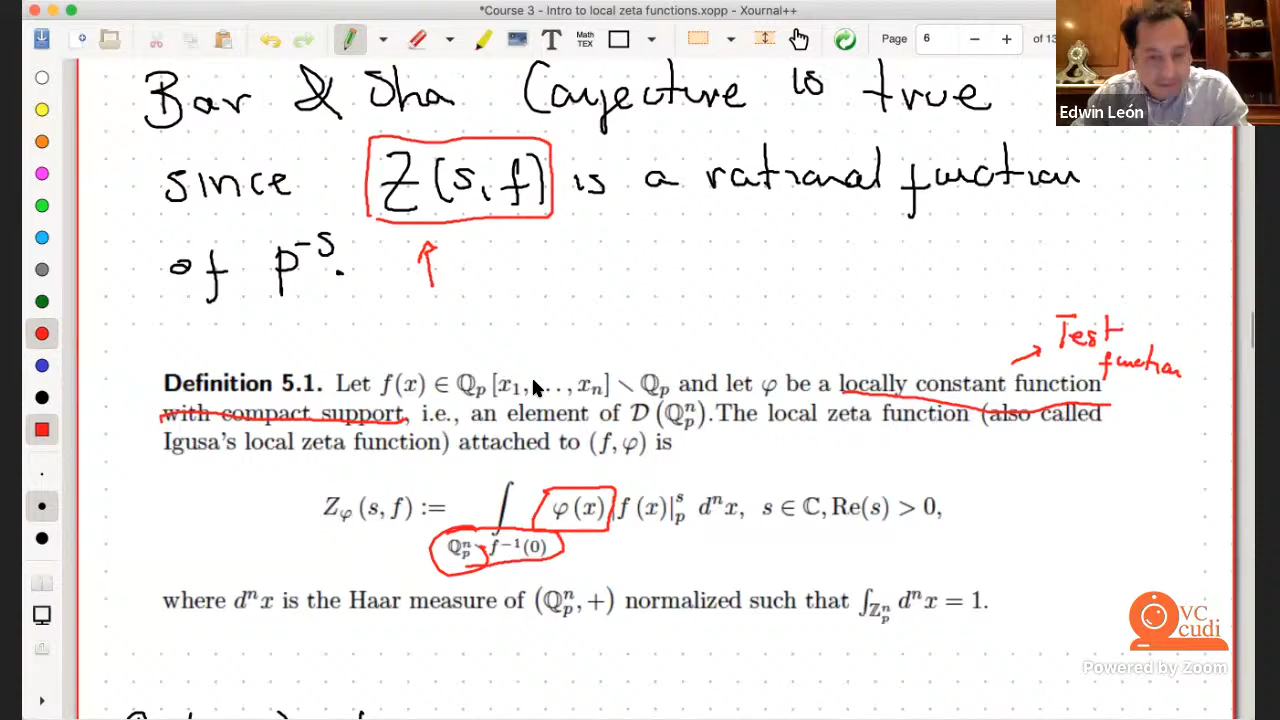 *Course 3 - Intro to local zeta functions.xopp - Xournal++
Math TEX
Page 6 of 13
Edwin León
Bar & Sha Conjecture is true
since Z(s,f) is a rational function
of p^{-s}.
Test
function
Definition 5.1. Let f(x) ∈ ℚ_p [x_1, ..., x_n] ∖ ℚ_p and let φ be a locally constant function
with compact support, i.e., an element of 𝒟(ℚ_p^n). The local zeta function (also called
Igusa's local zeta function) attached to (f, φ) is
Z_φ (s, f) := ∫_{ℚ_p^n ∖ f^{-1}(0)} φ(x) |f(x)|_p^s d^n x, s ∈ ℂ, Re(s) > 0,
where d^n x is the Haar measure of (ℚ_p^n, +) normalized such that ∫_{ℤ_p^n} d^n x = 1.
VC
cudi
Powered by Zoom